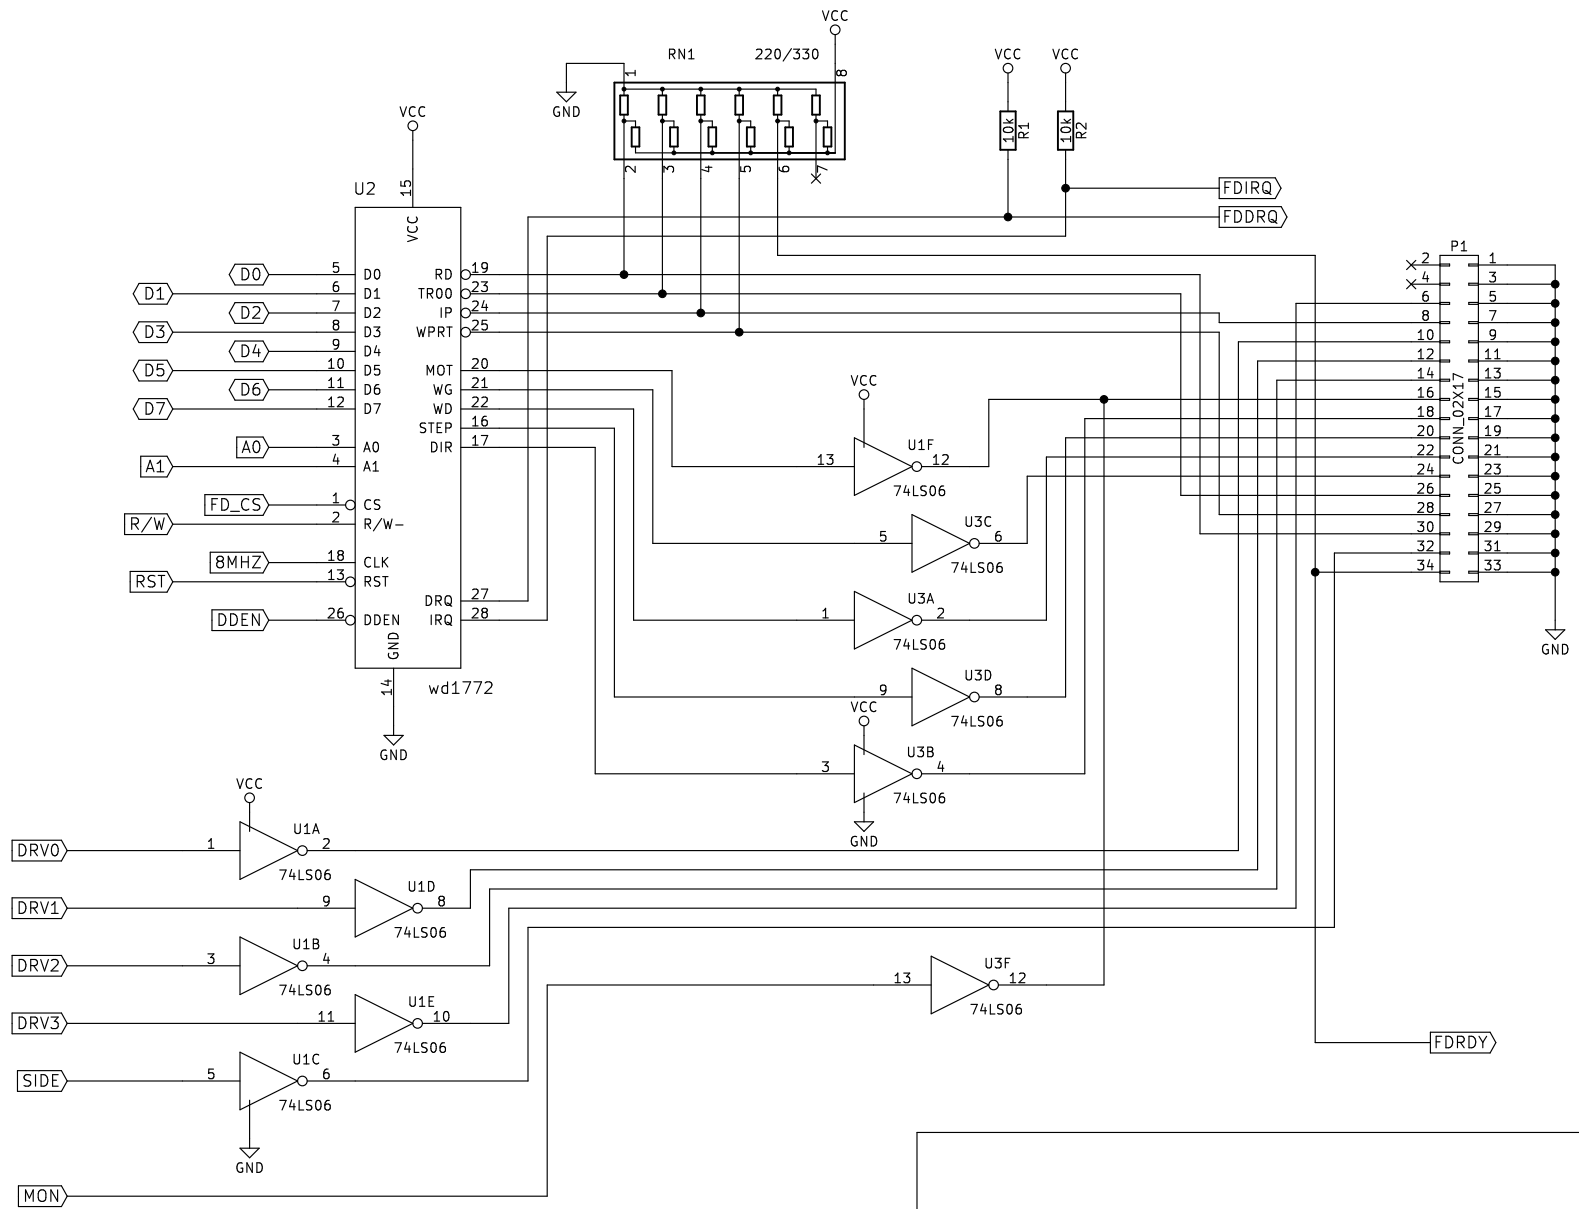 VCC
RN1 220/330
1 8
VCC VCC
GND
10k R1 10k R2
VCC
2 3 4 5 6 7
U2
15
VCC
FDIRQ
FDDRQ
P1
D0 5 D0 RD 19
D1 6 D1 TR00 23
D2 7 D2 IP 24
D3 8 D3 WPRT 25
D4 9 D4
D5 10 D5 MOT 20
D6 11 D6 WG 21
D7 12 D7 WD 22
STEP 16
A0 3 A0 DIR 17
A1 4 A1
FD_CS 1 CS
R/W 2 R/W-
8MHZ 18 CLK
RST 13 RST
DRQ 27
DDEN 26 DDEN IRQ 28
GND
14
wd1772
GND
2 1
4 3
6 5
8 7
10 9
12 11
14 13
16 15
18 17
20 19
22 21
24 23
26 25
28 27
30 29
32 31
34 33
CONN_02X17
GND
VCC
U1F
13 12
74LS06
U3C
5 6
74LS06
U3A
1 2
74LS06
U3D
9 8
74LS06
VCC
U3B
3 4
74LS06
GND
VCC
U1A
DRV0 1 2
74LS06
U1D
DRV1 9 8
74LS06
U1B
DRV2 3 4
74LS06
U3F
13 12
74LS06
U1E
DRV3 11 10
74LS06
FDRDY
U1C
SIDE 5 6
74LS06
GND
MON